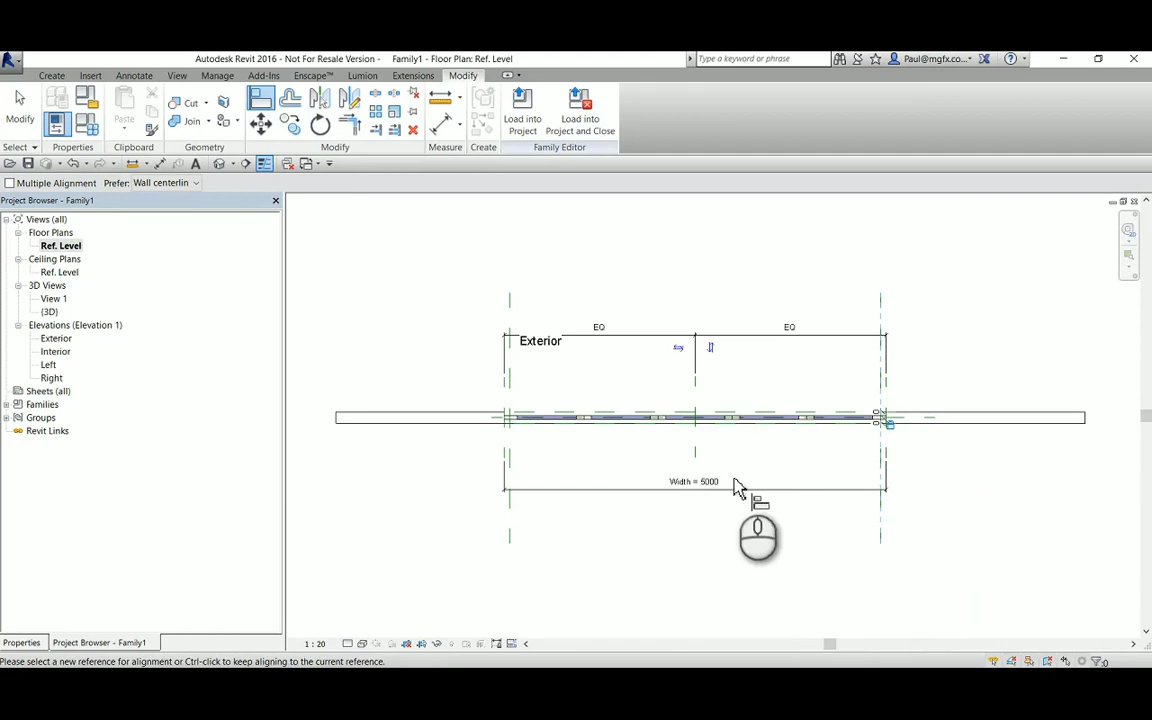 Autodesk Revit 2016 - Not For Resale Version - Family1 - Floor Plan: Ref. Level
Type a keyword or phrase
Paul@mgfx.co...
Create Insert Annotate View Manage Add-Ins Enscape™ Lumion Extensions Modify
Modify
Paste
Cut
Join
Load into
Project
Load into
Project and Close
Select Properties Clipboard Geometry Modify Measure Create Family Editor
Multiple Alignment Prefer: Wall centerlin
Project Browser - Family1
Views (all)
Floor Plans
Ref. Level
Ceiling Plans
Ref. Level
3D Views
View 1
{3D}
Elevations (Elevation 1)
Exterior
Interior
Left
Right
Sheets (all)
Families
Groups
Revit Links
EQ EQ
Exterior
Width = 5000
Properties Project Browser - Family1
1 : 20
Please select a new reference for alignment or Ctrl-click to keep aligning to the current reference.
:0